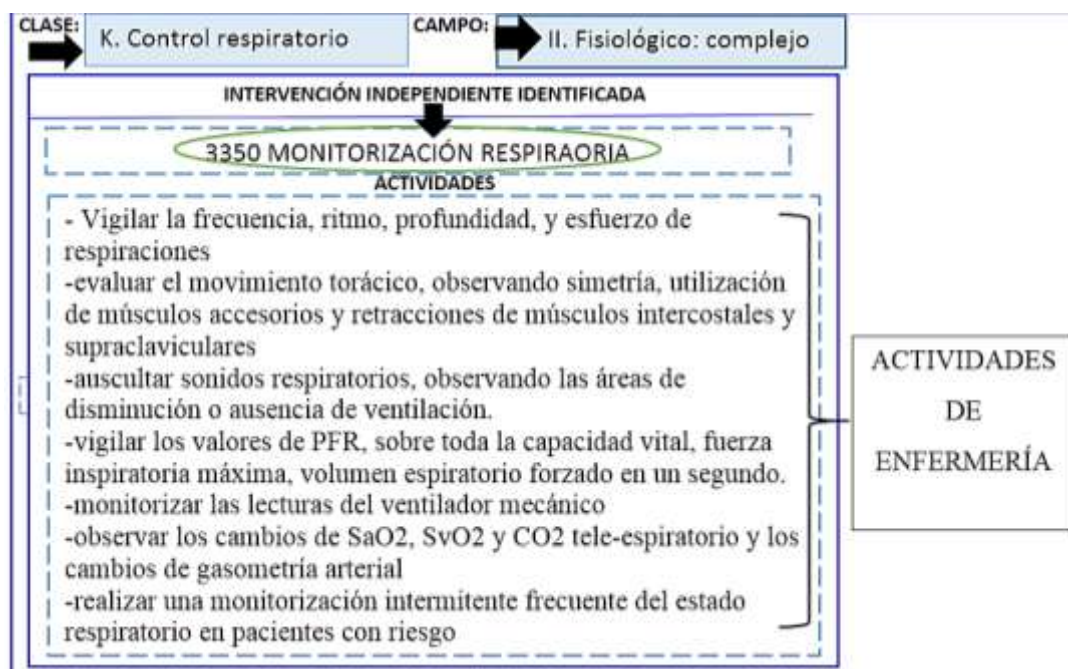 CLASE:
K. Control respiratorio
CAMPO:
II. Fisiológico: complejo
INTERVENCIÓN INDEPENDIENTE IDENTIFICADA
3350 MONITORIZACIÓN RESPIRAORIA
ACTIVIDADES
- Vigilar la frecuencia, ritmo, profundidad, y esfuerzo de
respiraciones
-evaluar el movimiento torácico, observando simetría, utilización
de músculos accesorios y retracciones de músculos intercostales y
supraclaviculares
-auscultar sonidos respiratorios, observando las áreas de
disminución o ausencia de ventilación.
-vigilar los valores de PFR, sobre toda la capacidad vital, fuerza
inspiratoria máxima, volumen espiratorio forzado en un segundo.
-monitorizar las lecturas del ventilador mecánico
-observar los cambios de SaO2, SvO2 y CO2 tele-espiratorio y los
cambios de gasometría arterial
-realizar una monitorización intermitente frecuente del estado
respiratorio en pacientes con riesgo
ACTIVIDADES
DE
ENFERMERÍA